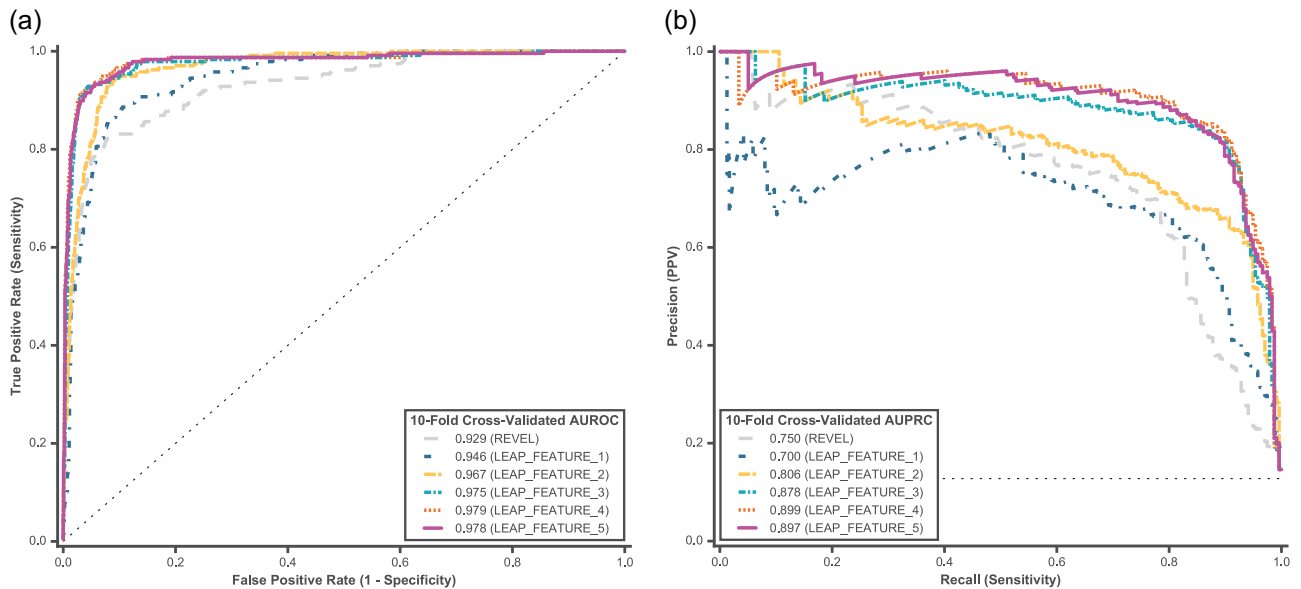 (a)
1.0
0.8
0.6
0.4
0.2
0.0
True Positive Rate (Sensitivity)
10-Fold Cross-Validated AUROC
0.929 (REVEL)
0.946 (LEAP_FEATURE_1)
0.967 (LEAP_FEATURE_2)
0.975 (LEAP_FEATURE_3)
0.979 (LEAP_FEATURE_4)
0.978 (LEAP_FEATURE_5)
0.0 0.2 0.4 0.6 0.8 1.0
False Positive Rate (1 - Specificity)
(b)
1.0
0.8
0.6
0.4
0.2
0.0
Precision (PPV)
10-Fold Cross-Validated AUPRC
0.750 (REVEL)
0.700 (LEAP_FEATURE_1)
0.806 (LEAP_FEATURE_2)
0.878 (LEAP_FEATURE_3)
0.899 (LEAP_FEATURE_4)
0.897 (LEAP_FEATURE_5)
0.0 0.2 0.4 0.6 0.8 1.0
Recall (Sensitivity)